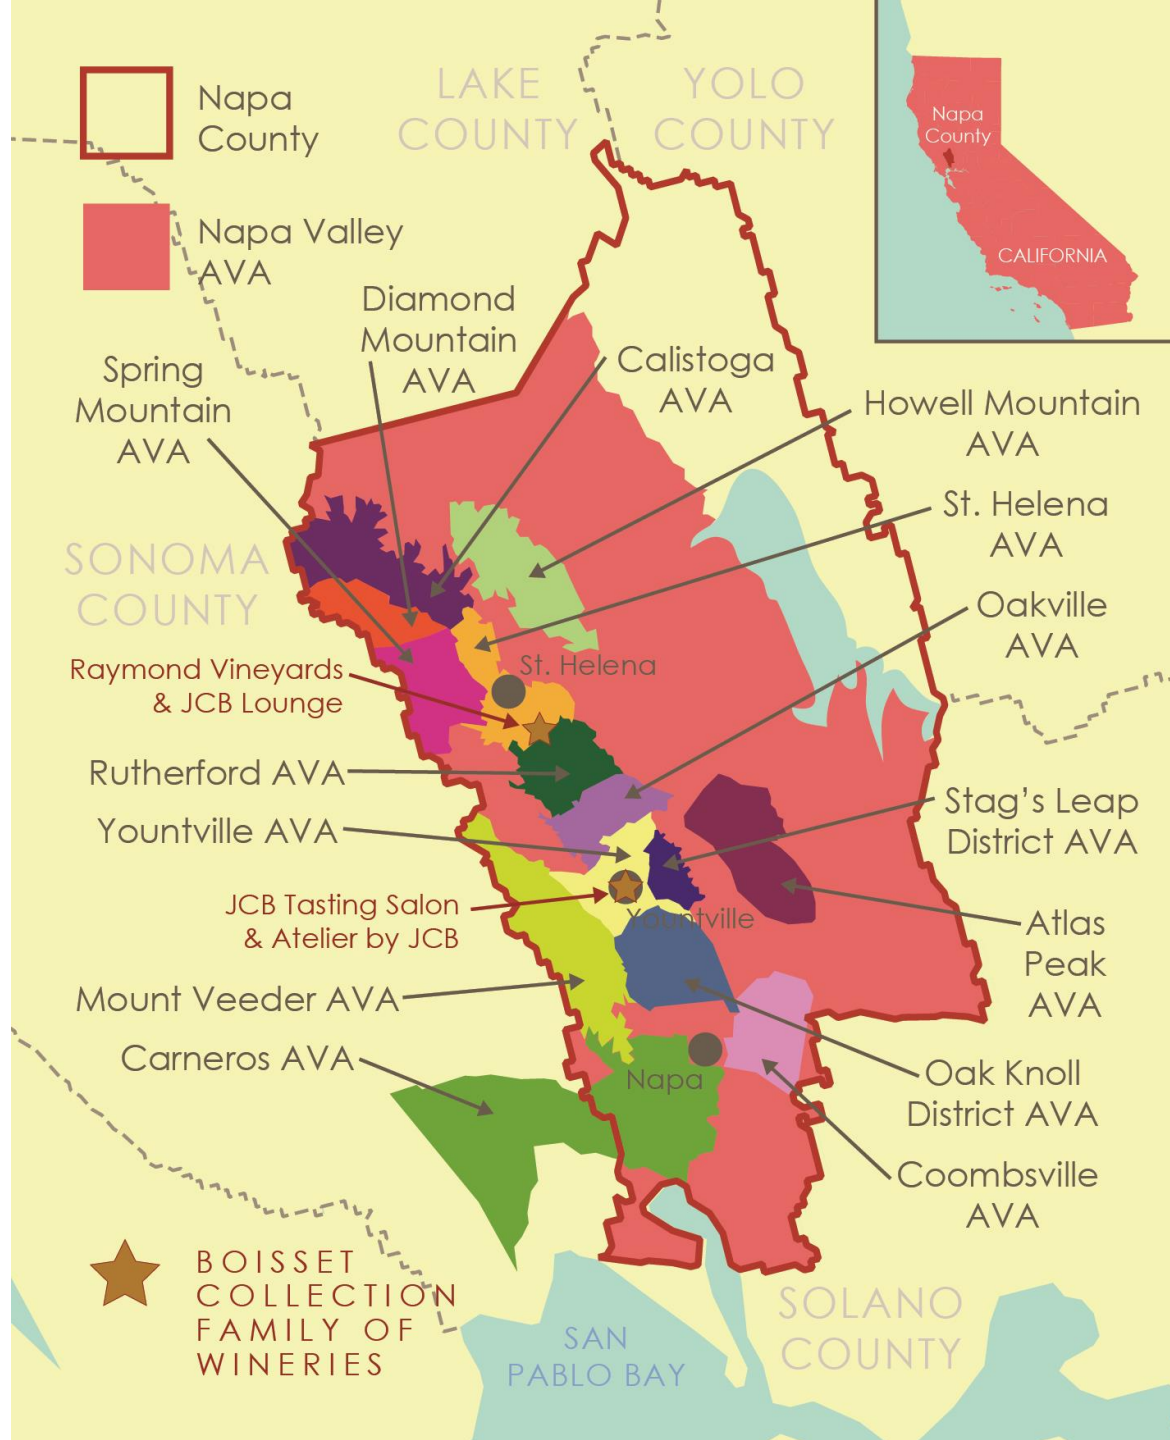 LAKE
COUNTY
YOLO
COUNTY
Napa
County
Napa
County
CALIFORNIA
Napa Valley
AVA
Diamond
Mountain
AVA
Spring
Mountain
AVA
Calistoga
AVA
Howell Mountain
AVA
St. Helena
AVA
SONOMA
COUNTY
Oakville
AVA
St. Helena
Raymond Vineyards
& JCB Lounge
Rutherford AVA
Stag's Leap
District AVA
Yountville AVA
JCB Tasting Salon
& Atelier by JCB
Yountville
Atlas
Peak
AVA
Mount Veeder AVA
Carneros AVA
Napa
Oak Knoll
District AVA
Coombsville
AVA
BOISSET
COLLECTION
FAMILY OF
WINERIES
SAN
PABLO BAY
SOLANO
COUNTY